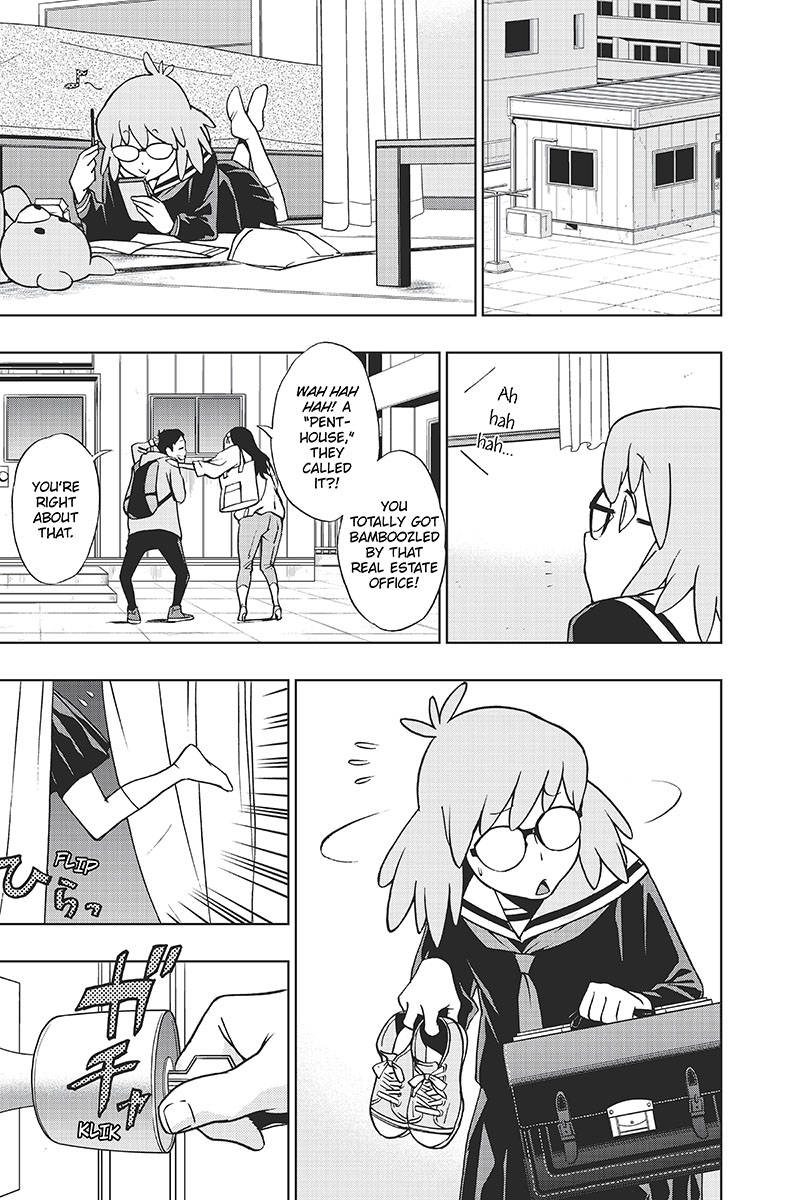 Ah
hah
hah...
WAH HAH
HAH! A
"PENT-
HOUSE,"
THEY
CALLED
IT?!
YOU
TOTALLY GOT
BAMBOOZLED
BY THAT
REAL ESTATE
OFFICE!
YOU'RE
RIGHT
ABOUT
THAT.
FLIP
ひらっ
ガチャ
KLIK